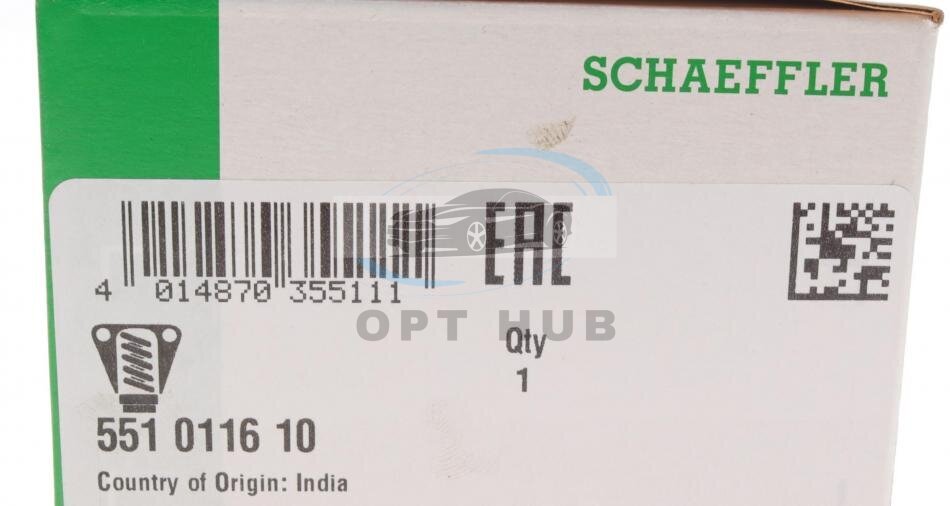 SCHAEFFLER
EAC
4 014870 355111
OPT HUB
Qty
1
551 0116 10
Country of Origin: India